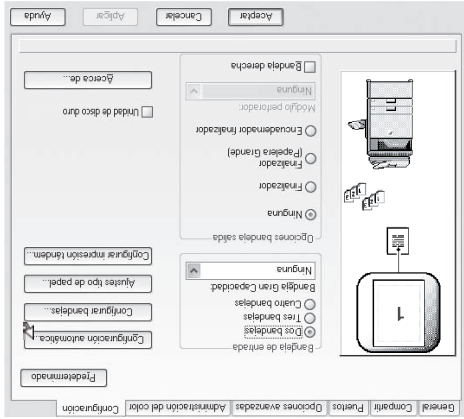 General Compartir Puertos Opciones avanzadas Administración del color Configuración
Predeterminado
1
Bandeja de entrada
Dos bandejas
Tres bandejas
Cuatro bandejas
Bandeja Gran Capacidad:
Ninguna
Configuración automática...
Configurar bandejas...
Ajustes tipo de papel...
Configurar impresión tándem...
Opciones bandeja salida
Ninguna
Finalizador
Finalizador
(Papelera Grande)
Encuadernador finalizador
Módulo perforador:
Ninguna
Bandeja derecha
Unidad de disco duro
Acerca de...
Aceptar Cancelar Aplicar Ayuda